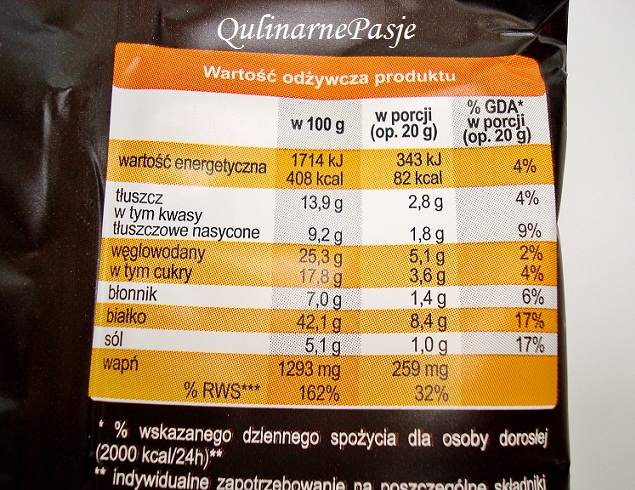 QulinarnePasje
Wartość odżywcza produktu
w 100 g w porcji (op. 20 g) % GDA* w porcji (op. 20 g)
wartość energetyczna 1714 kJ 408 kcal 343 kJ 82 kcal 4%
tłuszcz 13,9 g 2,8 g 4%
w tym kwasy
tłuszczowe nasycone 9,2 g 1,8 g 9%
węglowodany 25,3 g 5,1 g 2%
w tym cukry 17,8 g 3,6 g 4%
błonnik 7,0 g 1,4 g 6%
białko 42,1 g 8,4 g 17%
sól 5,1 g 1,0 g 17%
wapń 1293 mg 259 mg
% RWS*** 162% 32%
* % wskazanego dziennego spożycia dla osoby dorosłej
(2000 kcal/24h)**
** indywidualne zapotrzebowanie na poszczególne składniki